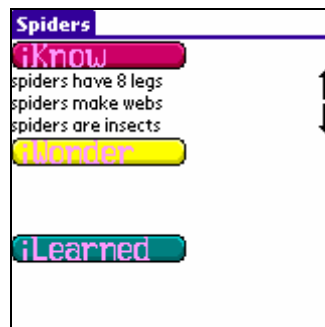 Spiders
iKnow
spiders have 8 legs
spiders make webs
spiders are insects
iWonder
iLearned